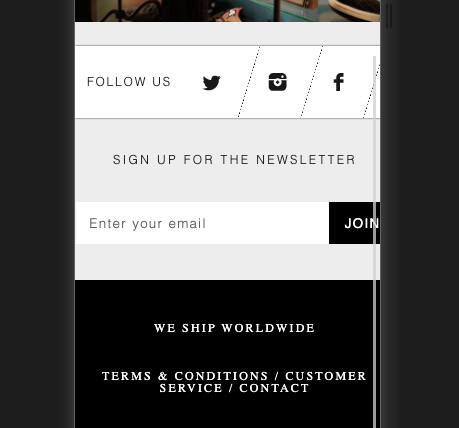 FOLLOW US
SIGN UP FOR THE NEWSLETTER
Enter your email
JOIN
WE SHIP WORLDWIDE
TERMS & CONDITIONS / CUSTOMER
SERVICE / CONTACT